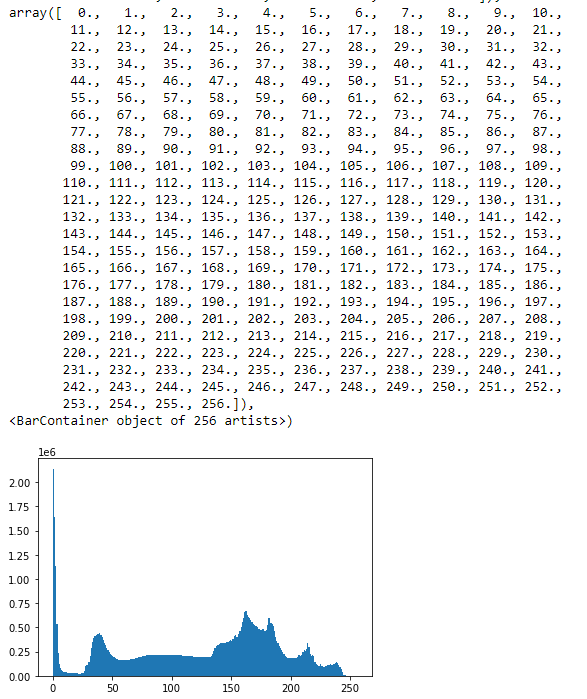 array([  0.,   1.,   2.,   3.,   4.,   5.,   6.,   7.,   8.,   9.,  10.,
        11.,  12.,  13.,  14.,  15.,  16.,  17.,  18.,  19.,  20.,  21.,
        22.,  23.,  24.,  25.,  26.,  27.,  28.,  29.,  30.,  31.,  32.,
        33.,  34.,  35.,  36.,  37.,  38.,  39.,  40.,  41.,  42.,  43.,
        44.,  45.,  46.,  47.,  48.,  49.,  50.,  51.,  52.,  53.,  54.,
        55.,  56.,  57.,  58.,  59.,  60.,  61.,  62.,  63.,  64.,  65.,
        66.,  67.,  68.,  69.,  70.,  71.,  72.,  73.,  74.,  75.,  76.,
        77.,  78.,  79.,  80.,  81.,  82.,  83.,  84.,  85.,  86.,  87.,
        88.,  89.,  90.,  91.,  92.,  93.,  94.,  95.,  96.,  97.,  98.,
        99., 100., 101., 102., 103., 104., 105., 106., 107., 108., 109.,
       110., 111., 112., 113., 114., 115., 116., 117., 118., 119., 120.,
       121., 122., 123., 124., 125., 126., 127., 128., 129., 130., 131.,
       132., 133., 134., 135., 136., 137., 138., 139., 140., 141., 142.,
       143., 144., 145., 146., 147., 148., 149., 150., 151., 152., 153.,
       154., 155., 156., 157., 158., 159., 160., 161., 162., 163., 164.,
       165., 166., 167., 168., 169., 170., 171., 172., 173., 174., 175.,
       176., 177., 178., 179., 180., 181., 182., 183., 184., 185., 186.,
       187., 188., 189., 190., 191., 192., 193., 194., 195., 196., 197.,
       198., 199., 200., 201., 202., 203., 204., 205., 206., 207., 208.,
       209., 210., 211., 212., 213., 214., 215., 216., 217., 218., 219.,
       220., 221., 222., 223., 224., 225., 226., 227., 228., 229., 230.,
       231., 232., 233., 234., 235., 236., 237., 238., 239., 240., 241.,
       242., 243., 244., 245., 246., 247., 248., 249., 250., 251., 252.,
       253., 254., 255., 256.]),
<BarContainer object of 256 artists>)
1e6
2.00
1.75
1.50
1.25
1.00
0.75
0.50
0.25
0.00
0 50 100 150 200 250